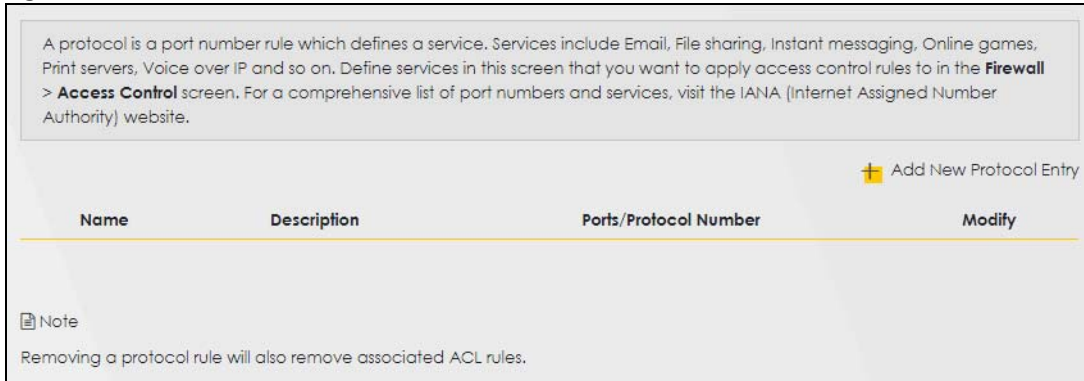 A protocol is a port number rule which defines a service. Services include Email, File sharing, Instant messaging, Online games,
Print servers, Voice over IP and so on. Define services in this screen that you want to apply access control rules to in the Firewall
> Access Control screen. For a comprehensive list of port numbers and services, visit the IANA (Internet Assigned Number
Authority) website.
+ Add New Protocol Entry
Name Description Ports/Protocol Number Modify
Note
Removing a protocol rule will also remove associated ACL rules.